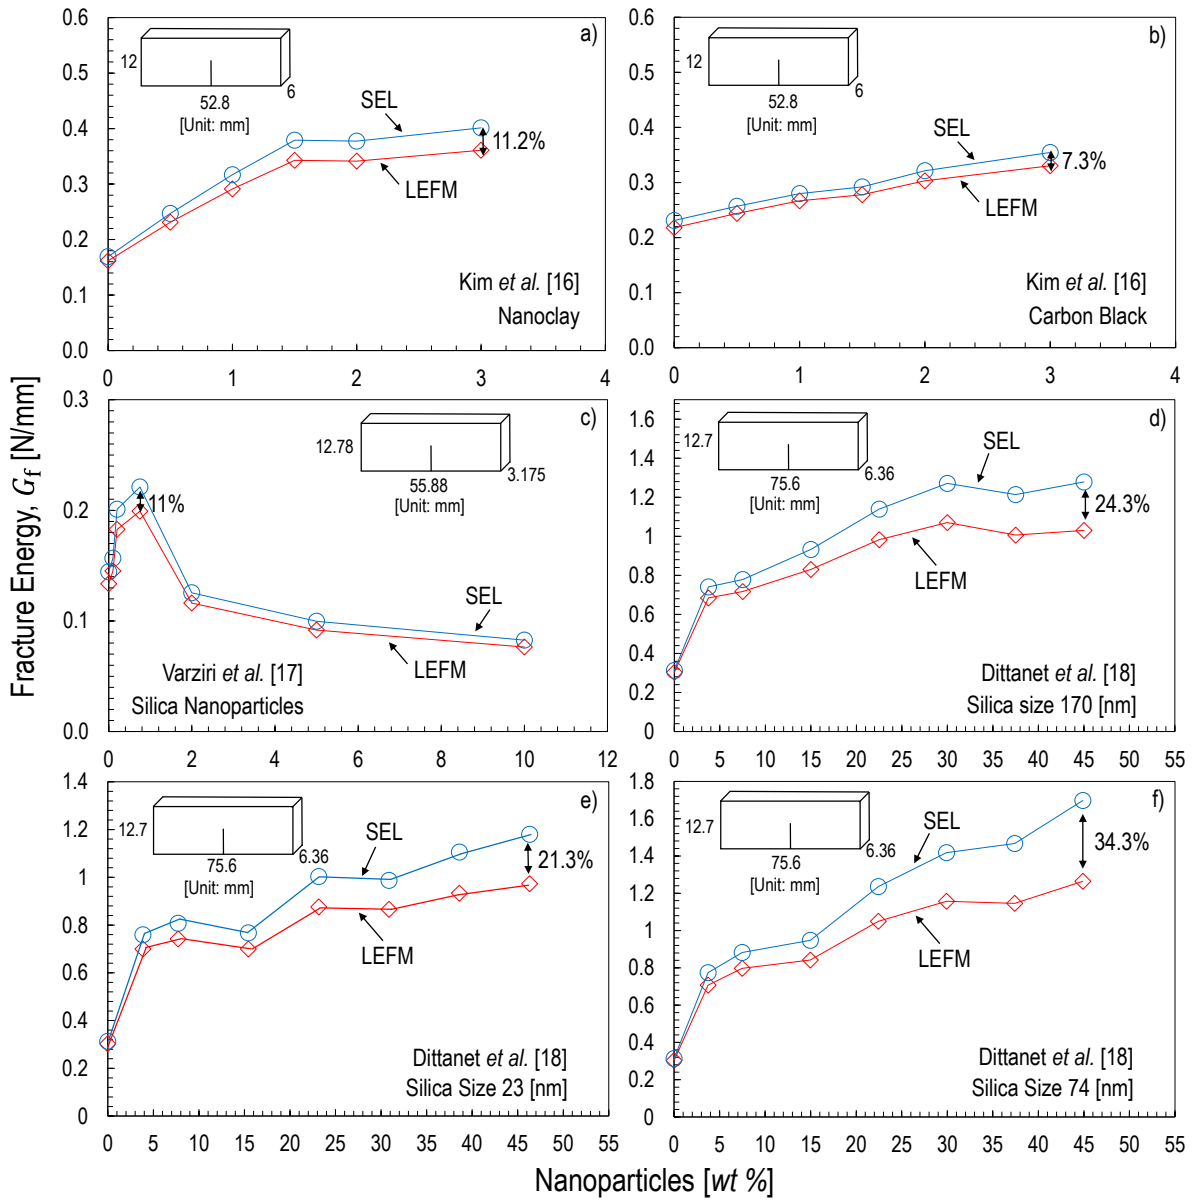 Fracture Energy, G_f [N/mm]
a)
0.6
0.5
0.4
0.3
0.2
0.1
0.0
12
52.8
6
[Unit: mm]
SEL
11.2%
LEFM
Kim et al. [16]
Nanoclay
0 1 2 3 4
b)
0.6
0.5
0.4
0.3
0.2
0.1
0.0
12
52.8
6
[Unit: mm]
SEL
7.3%
LEFM
Kim et al. [16]
Carbon Black
0 1 2 3 4
c)
0.3
0.2
0.1
0.0
12.78
55.88
3.175
[Unit: mm]
11%
SEL
LEFM
Varziri et al. [17]
Silica Nanoparticles
0 2 4 6 8 10 12
d)
1.6
1.4
1.2
1
0.8
0.6
0.4
0.2
0
12.7
75.6
6.36
[Unit: mm]
SEL
24.3%
LEFM
Dittanet et al. [18]
Silica size 170 [nm]
0 5 10 15 20 25 30 35 40 45 50 55
e)
1.4
1.2
1
0.8
0.6
0.4
0.2
0
12.7
75.6
6.36
[Unit: mm]
SEL
21.3%
LEFM
Dittanet et al. [18]
Silica Size 23 [nm]
0 5 10 15 20 25 30 35 40 45 50 55
f)
1.8
1.6
1.4
1.2
1
0.8
0.6
0.4
0.2
0
12.7
75.6
6.36
[Unit: mm]
SEL
34.3%
LEFM
Dittanet et al. [18]
Silica Size 74 [nm]
0 5 10 15 20 25 30 35 40 45 50 55
Nanoparticles [wt %]